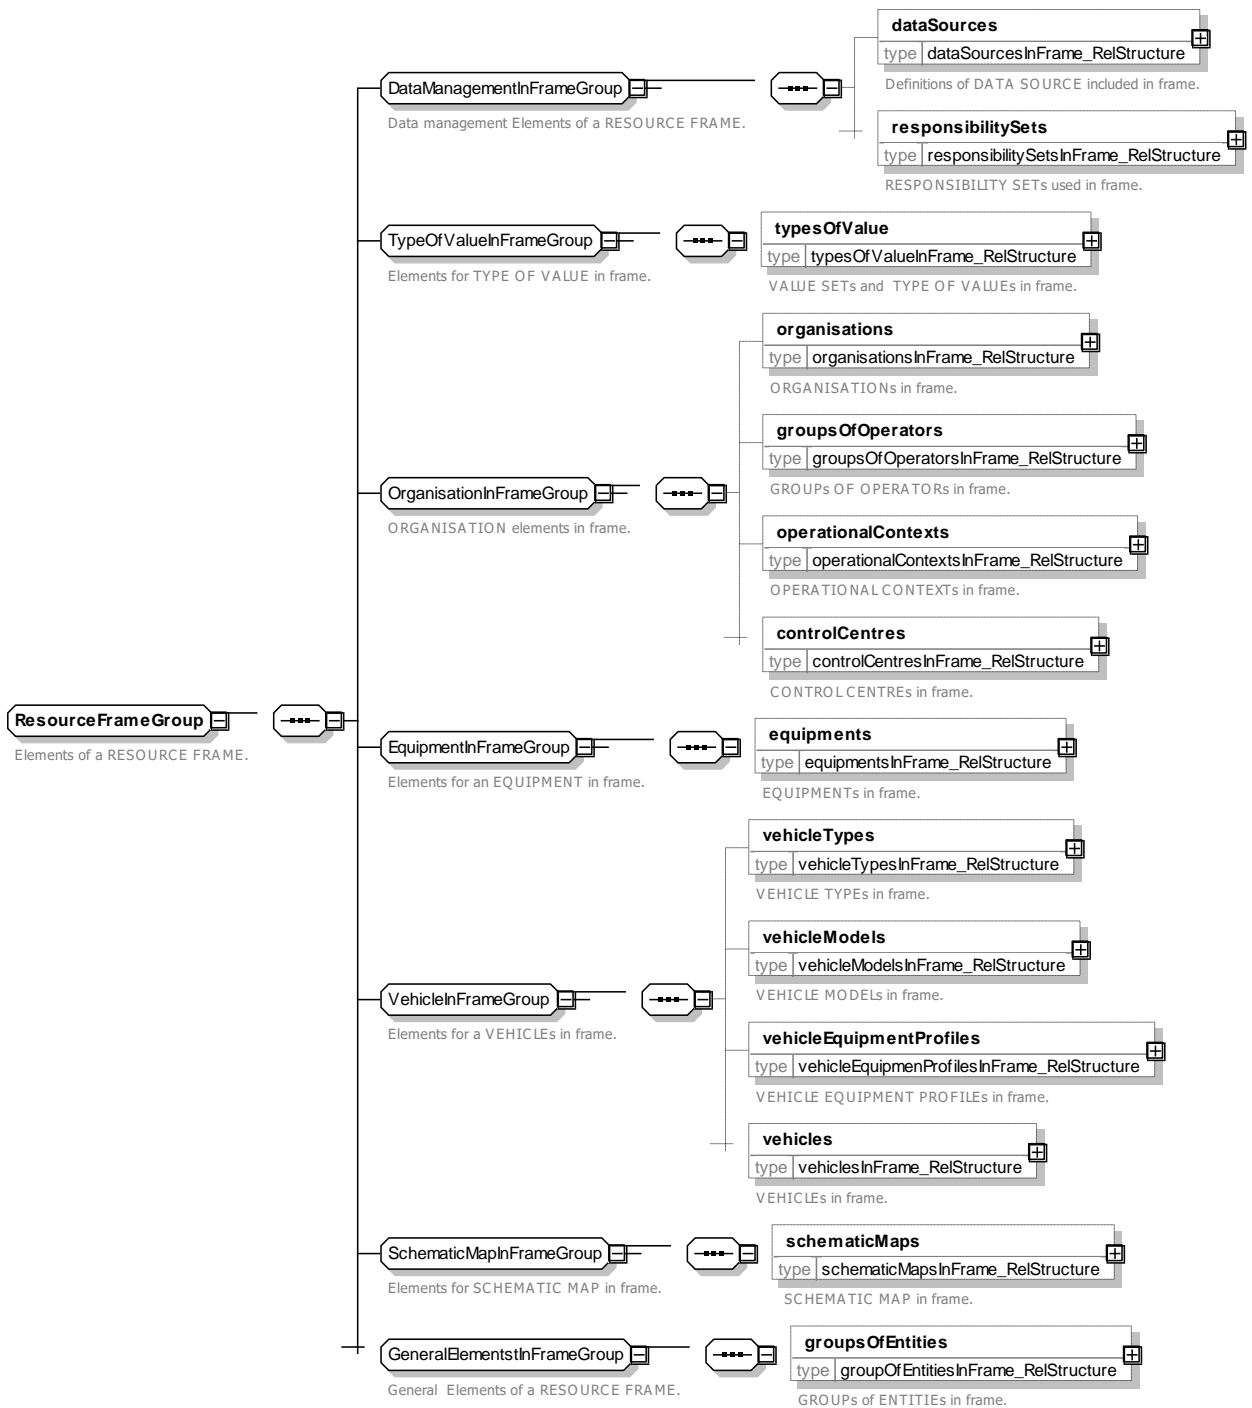 dataSources
type dataSourcesInFrame_RelStructure
Definitions of DATA SOURCE included in frame.
DataManagementInFrameGroup
Data management Elements of a RESOURCE FRAME.
responsibilitySets
type responsibilitySetsInFrame_RelStructure
RESPONSIBILITY SETs used in frame.
TypeOfValueInFrameGroup
Elements for TYPE OF VALUE in frame.
typesOfValue
type typesOfValueInFrame_RelStructure
VALUE SETs and TYPE OF VALUEs in frame.
organisations
type organisationsInFrame_RelStructure
ORGANISATIONs in frame.
groupsOfOperators
type groupsOfOperatorsInFrame_RelStructure
GROUPs OF OPERATORs in frame.
OrganisationInFrameGroup
ORGANISATION elements in frame.
operationalContexts
type operationalContextsInFrame_RelStructure
OPERATIONAL CONTEXTs in frame.
controlCentres
type controlCentresInFrame_RelStructure
CONTROL CENTREs in frame.
ResourceFrameGroup
Elements of a RESOURCE FRAME.
EquipmentInFrameGroup
Elements for an EQUIPMENT in frame.
equipments
type equipmentsInFrame_RelStructure
EQUIPMENTs in frame.
vehicleTypes
type vehicleTypesInFrame_RelStructure
VEHICLE TYPEs in frame.
vehicleModels
type vehicleModelsInFrame_RelStructure
VEHICLE MODELs in frame.
VehicleInFrameGroup
Elements for a VEHICLEs in frame.
vehicleEquipmentProfiles
type vehicleEquipmenProfilesInFrame_RelStructure
VEHICLE EQUIPMENT PROFILEs in frame.
vehicles
type vehiclesInFrame_RelStructure
VEHICLEs in frame.
SchematicMapInFrameGroup
Elements for SCHEMATIC MAP in frame.
schematicMaps
type schematicMapsInFrame_RelStructure
SCHEMATIC MAP in frame.
GeneralElementstInFrameGroup
General Elements of a RESOURCE FRAME.
groupsOfEntities
type groupOfEntitiesInFrame_RelStructure
GROUPs of ENTITIEs in frame.